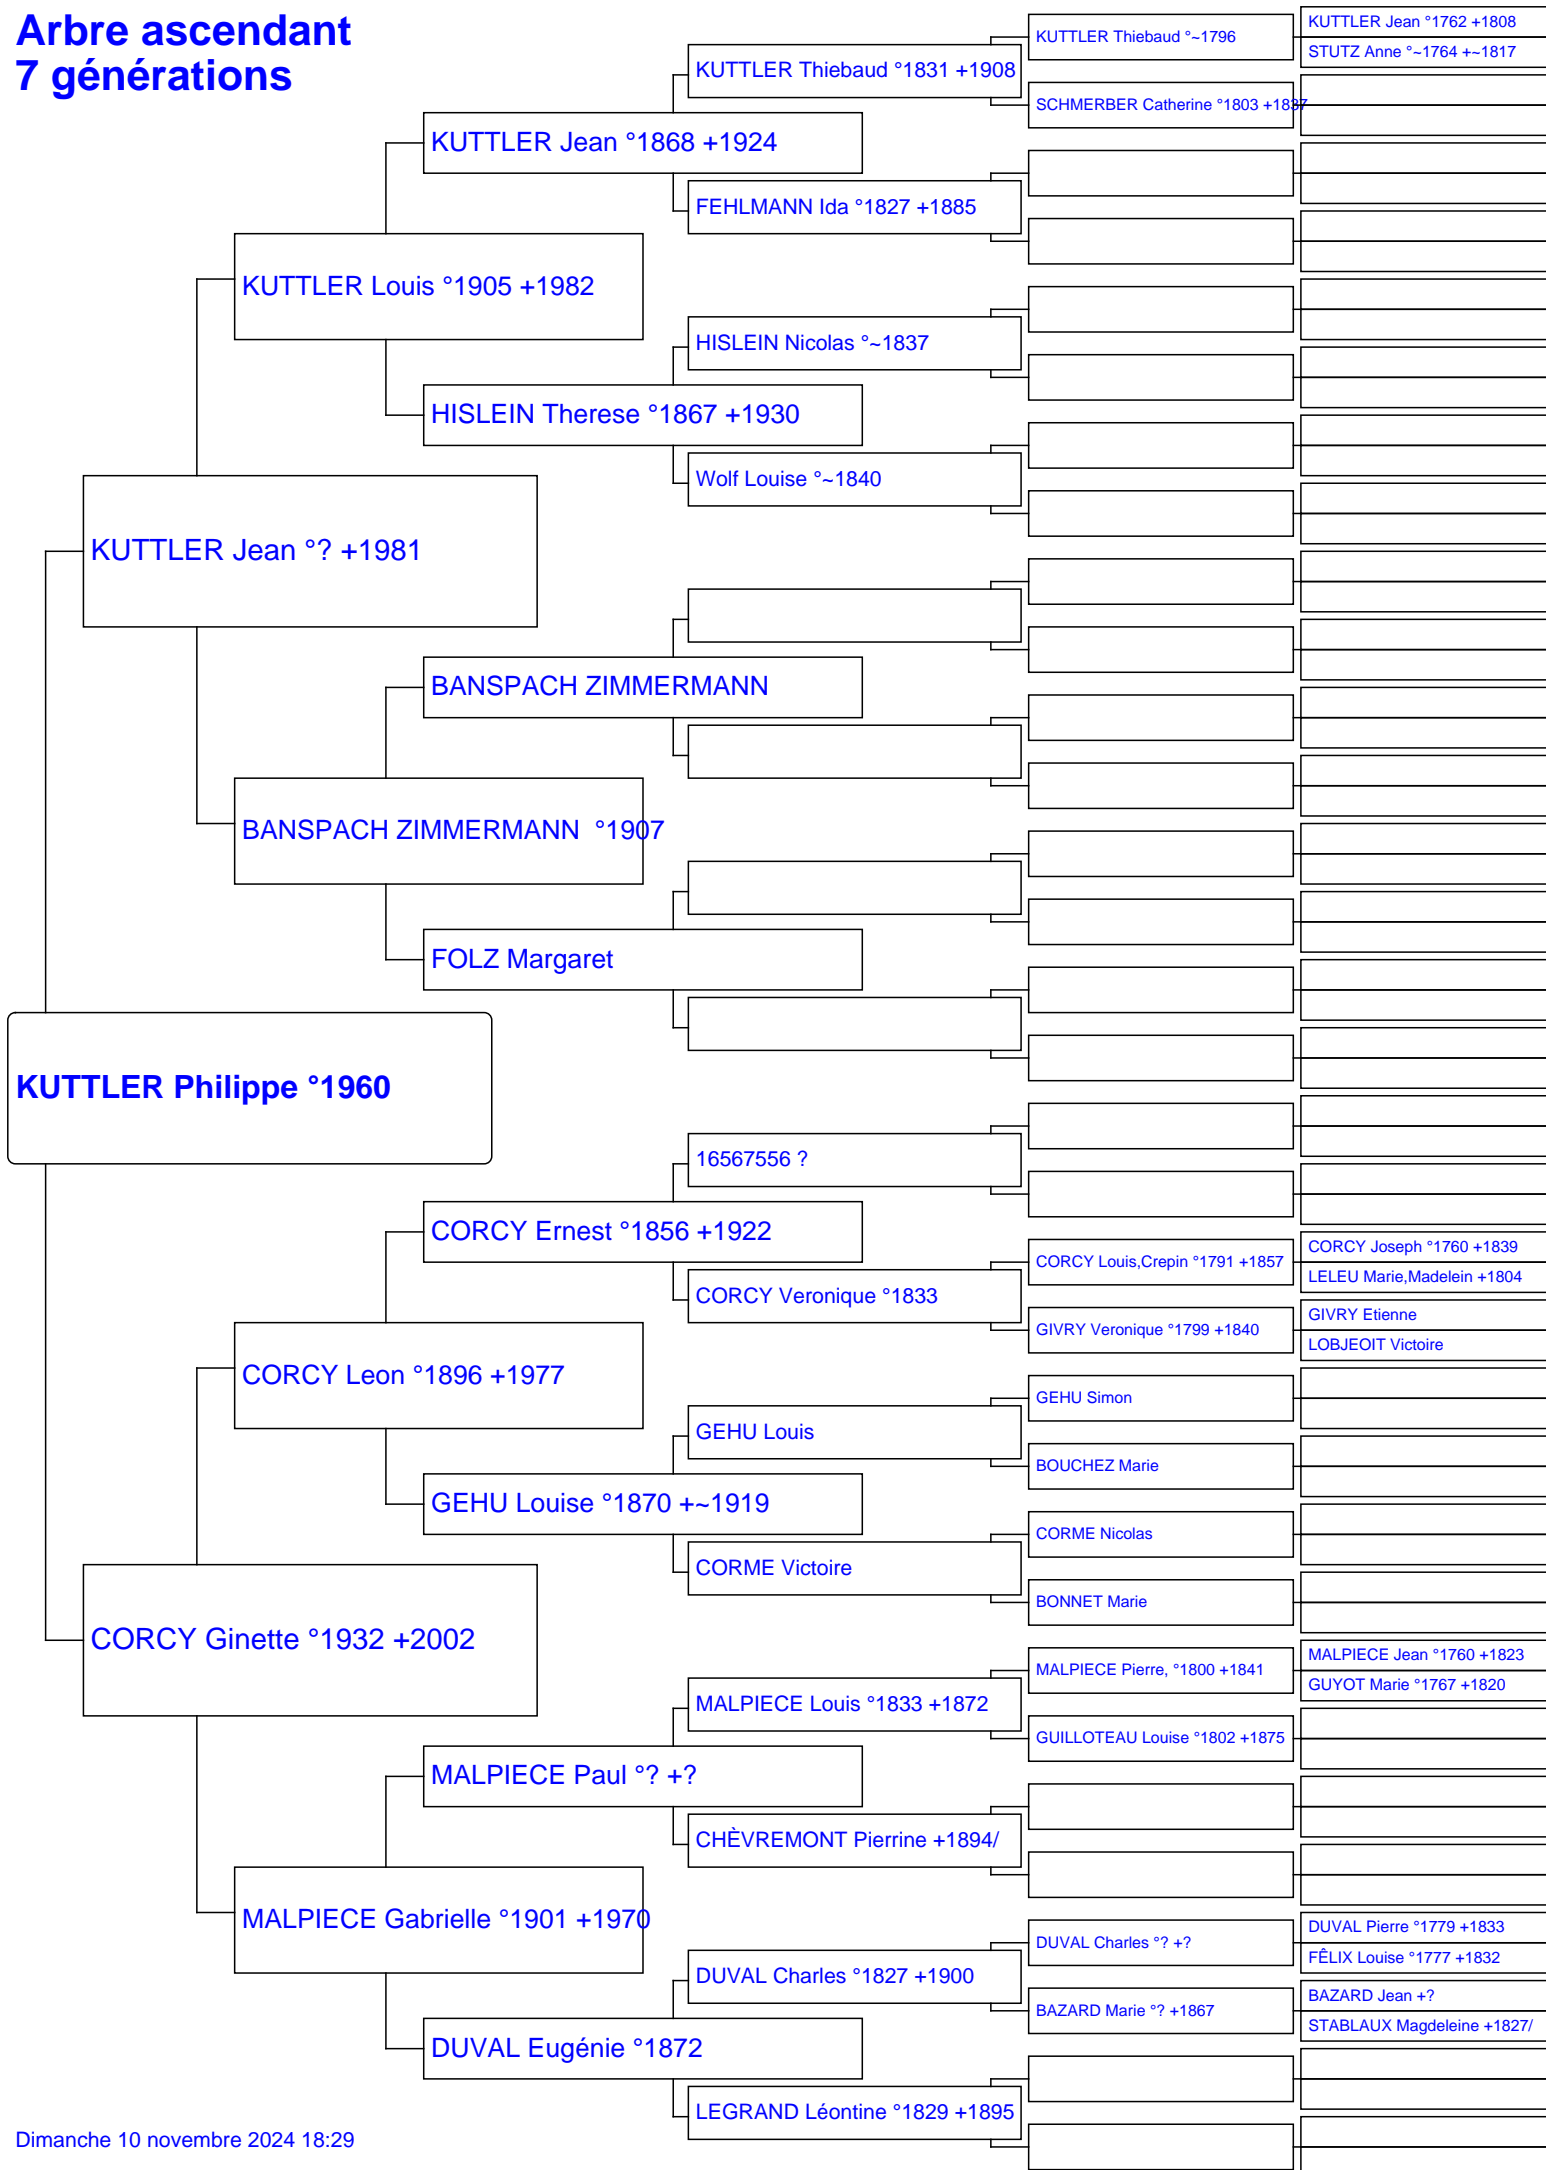 Arbre ascendant
7 générations
KUTTLER Jean °1762 +1808
KUTTLER Thiebaud °~1796
STUTZ Anne °~1764 +~1817
KUTTLER Thiebaud °1831 +1908
SCHMERBER Catherine °1803 +1837
KUTTLER Jean °1868 +1924
FEHLMANN Ida °1827 +1885
KUTTLER Louis °1905 +1982
HISLEIN Nicolas °~1837
HISLEIN Therese °1867 +1930
Wolf Louise °~1840
KUTTLER Jean °? +1981
BANSPACH ZIMMERMANN
BANSPACH ZIMMERMANN °1907
FOLZ Margaret
KUTTLER Philippe °1960
16567556 ?
CORCY Ernest °1856 +1922
CORCY Joseph °1760 +1839
CORCY Louis,Crepin °1791 +1857
LELEU Marie,Madelein +1804
CORCY Veronique °1833
GIVRY Etienne
GIVRY Veronique °1799 +1840
LOBJEOIT Victoire
CORCY Leon °1896 +1977
GEHU Simon
GEHU Louis
BOUCHEZ Marie
GEHU Louise °1870 +~1919
CORME Nicolas
CORME Victoire
BONNET Marie
CORCY Ginette °1932 +2002
MALPIECE Jean °1760 +1823
MALPIECE Pierre, °1800 +1841
GUYOT Marie °1767 +1820
MALPIECE Louis °1833 +1872
GUILLOTEAU Louise °1802 +1875
MALPIECE Paul °? +?
CHÈVREMONT Pierrine +1894/
MALPIECE Gabrielle °1901 +1970
DUVAL Pierre °1779 +1833
DUVAL Charles °? +?
FÊLIX Louise °1777 +1832
DUVAL Charles °1827 +1900
BAZARD Jean +?
BAZARD Marie °? +1867
STABLAUX Magdeleine +1827/
DUVAL Eugénie °1872
LEGRAND Léontine °1829 +1895
Dimanche 10 novembre 2024 18:29